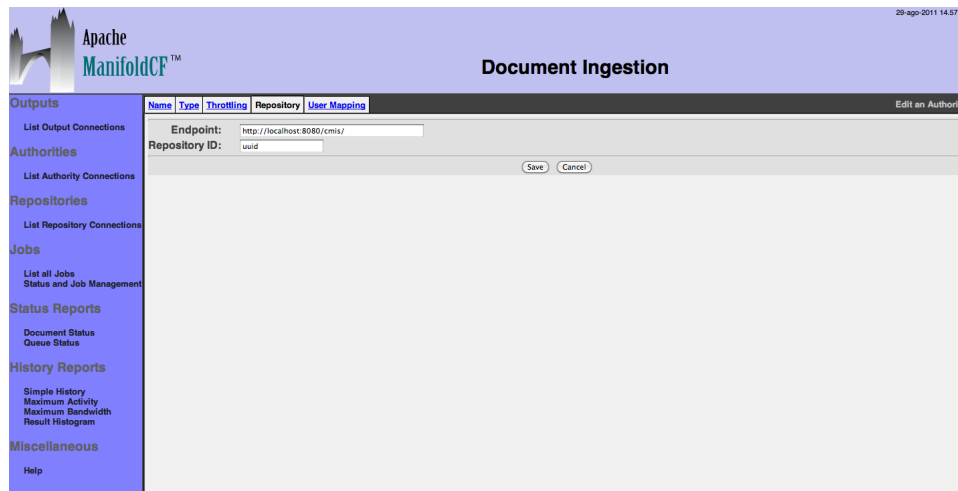 29-ago-2011 14.57
Apache
ManifoldCF™
Document Ingestion
Outputs
List Output Connections
Authorities
List Authority Connections
Repositories
List Repository Connections
Jobs
List all Jobs
Status and Job Management
Status Reports
Document Status
Queue Status
History Reports
Simple History
Maximum Activity
Maximum Bandwidth
Result Histogram
Miscellaneous
Help
Name Type Throttling Repository User Mapping
Edit an Authori
Endpoint: http://localhost:8080/cmis/
Repository ID: uuid
Save Cancel